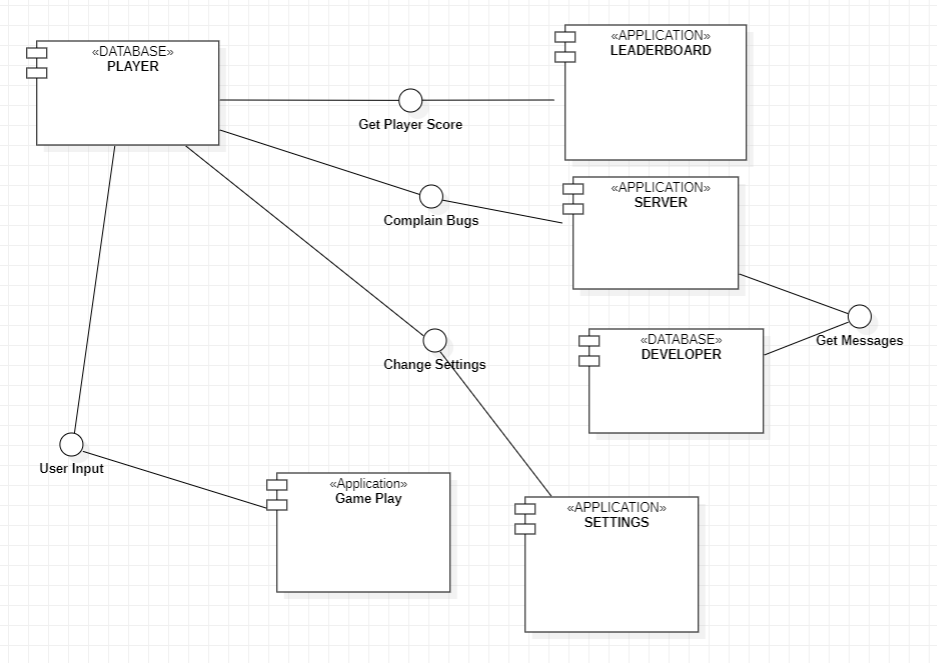 «DATABASE»
PLAYER
«APPLICATION»
LEADERBOARD
Get Player Score
«APPLICATION»
SERVER
Complain Bugs
Get Messages
«DATABASE»
DEVELOPER
Change Settings
User Input
«Application»
Game Play
«APPLICATION»
SETTINGS